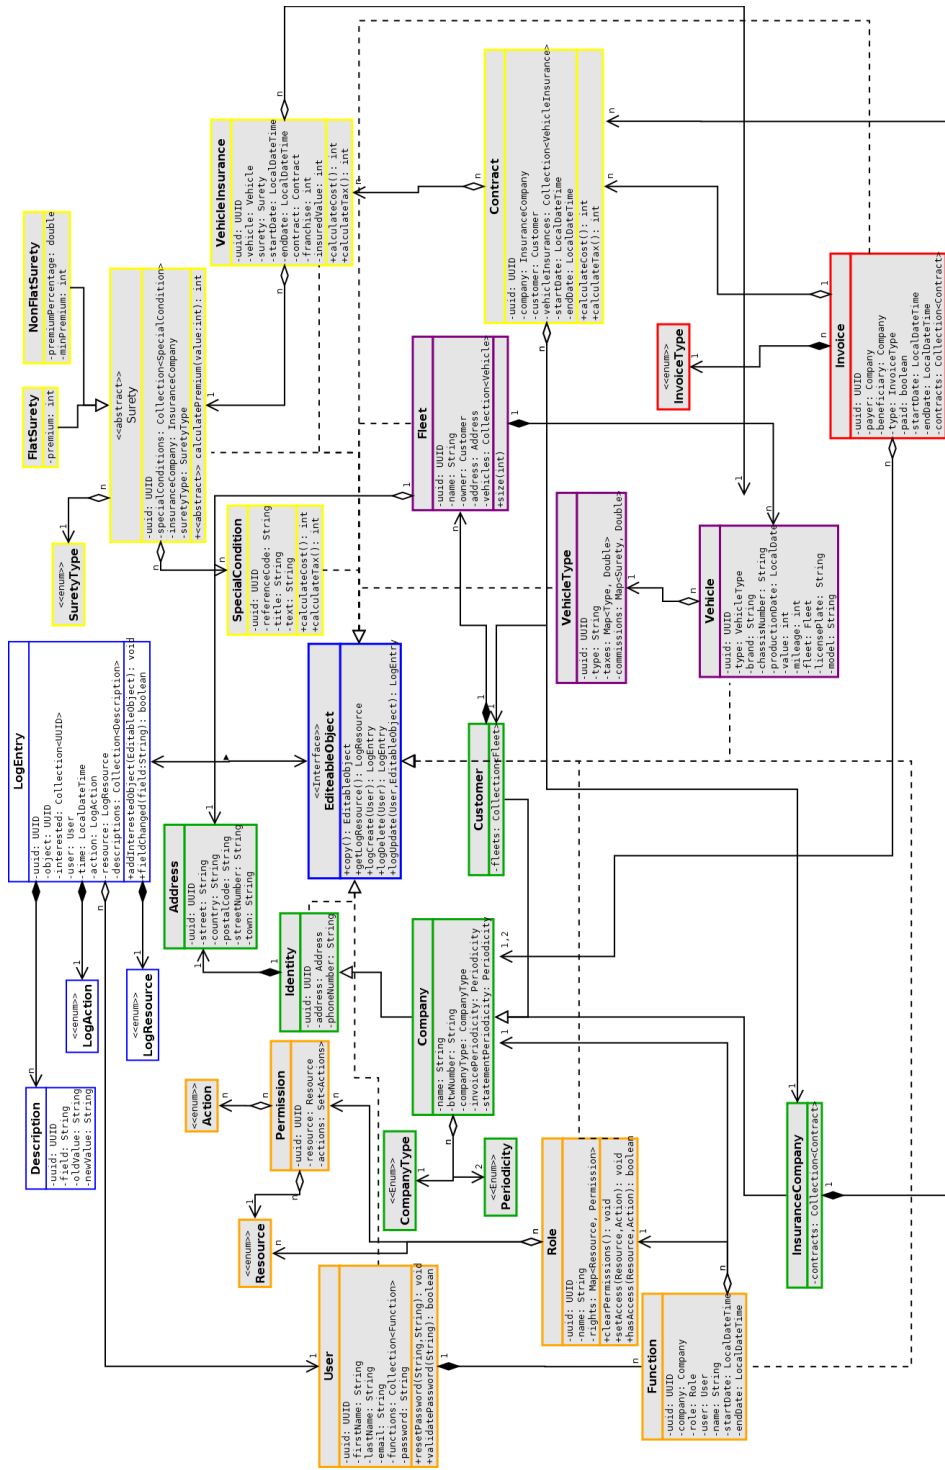 NonFlatSurety
-premiumPercentage: double
-minPremium: int
FlatSurety
-premium: int
<<abstract>>
Surety
-uuid: UUID
-specialConditions: Collection<SpecialCondition>
-insuranceCompany: InsuranceCompany
-suretyType: SuretyType
+<<abstract>> calculatePremium(value:int): int
<<enum>>
SuretyType
VehicleInsurance
-uuid: UUID
-vehicle: Vehicle
-surety: Surety
-startDate: LocalDateTime
-endDate: LocalDateTime
-contract: Contract
-franchise: int
-insuredValue: int
+calculateCost(): int
+calculateTax(): int
SpecialCondition
-uuid: UUID
-referenceCode: String
-title: String
-text: String
+calculateCost(): int
+calculateTax(): int
Contract
-uuid: UUID
-company: InsuranceCompany
-customer: Customer
-vehicleInsurances: Collection<VehicleInsurance>
-startDate: LocalDateTime
-endDate: LocalDateTime
+calculateCost(): int
+calculateTax(): int
Fleet
-uuid: UUID
-name: String
-owner: Customer
-address: Address
-vehicles: Collection<Vehicle>
+size(int)
<<enum>>
InvoiceType
Invoice
-uuid: UUID
-payer: Company
-beneficiary: Company
-type: InvoiceType
-paid: boolean
-startDate: LocalDateTime
-endDate: LocalDateTime
-contracts: Collection<Contract>
VehicleType
-uuid: UUID
-type: String
-taxes: Map<Type, Double>
-commissions: Map<Surety, Double>
Vehicle
-uuid: UUID
-type: VehicleType
-brand: String
-chassisNumber: String
-productionDate: LocalDate
-value: int
-mileage: int
-fleet: Fleet
-licensePlate: String
-model: String
LogEntry
-uuid: UUID
-object: UUID
-interested: Collection<UUID>
-user: User
-time: LocalDateTime
-action: LogAction
-resource: LogResource
-descriptions: Collection<Description>
+addInterestedObject(EditableObject): void
+fieldChanged(field:String): boolean
<<Interface>>
EditeableObject
+copy(): EditableObject
+getLogResource(): LogResource
+logCreate(User): LogEntry
+logDelete(User): LogEntry
+logUpdate(User,EditableObject): LogEntry
Customer
-fleets: Collection<Fleet>
Address
-uuid: UUID
-street: String
-country: String
-postalCode: String
-streetNumber: String
-town: String
Identity
-uuid: UUID
-address: Address
-phoneNumber: String
Company
-name: String
-btwNumber: String
-companyType: CompanyType
-invoicePeriodicity: Periodicity
-statementPeriodicity: Periodicity
<<enum>>
LogAction
<<enum>>
LogResource
Description
-uuid: UUID
-field: String
-oldValue: String
-newValue: String
<<enum>>
Action
Permission
-uuid: UUID
-resource: Resource
-actions: Set<Actions>
<<Enum>>
CompanyType
<<Enum>>
Periodicity
<<enum>>
Resource
Role
-uuid: UUID
-name: String
-rights: Map<Resource, Permission>
+clearPermissions(): void
+setAccess(Resource,Action): void
+hasAccess(Resource,Action): boolean
InsuranceCompany
-contracts: Collection<Contract>
User
-uuid: UUID
-firstName: String
-lastName: String
-email: String
-functions: Collection<Function>
-password: String
+resetPassword(String,String): void
+validatePassword(String): boolean
Function
-uuid: UUID
-company: Company
-role: Role
-user: User
-name: String
-startDate: LocalDateTime
-endDate: LocalDateTime